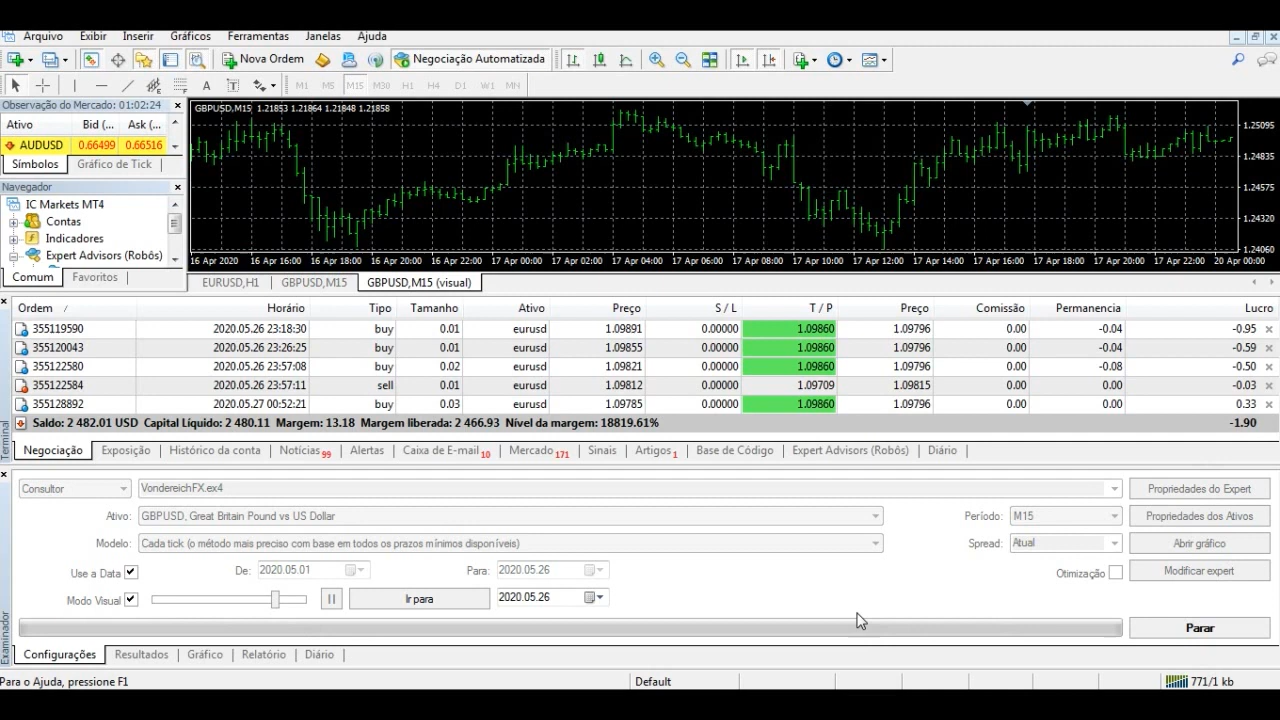 Arquivo Exibir Inserir Gráficos Ferramentas Janelas Ajuda
Nova Ordem Negociação Automatizada
A T M1 M5 M15 M30 H1 H4 D1 W1 MN
Observação do Mercado: 01:02:24
Ativo Bid (... Ask (...
AUDUSD 0.66499 0.66516
Símbolos Gráfico de Tick
Navegador
IC Markets MT4
Contas
Indicadores
Expert Advisors (Robôs)
Comum Favoritos
GBPUSD,M15 1.21853 1.21864 1.21848 1.21858
1.25095
1.24835
1.24575
1.24320
1.24060
16 Apr 2020 16 Apr 16:00 16 Apr 18:00 16 Apr 20:00 16 Apr 22:00 17 Apr 00:00 17 Apr 02:00 17 Apr 04:00 17 Apr 06:00 17 Apr 08:00 17 Apr 10:00 17 Apr 12:00 17 Apr 14:00 17 Apr 16:00 17 Apr 18:00 17 Apr 20:00 17 Apr 22:00 20 Apr 00:00
EURUSD,H1 GBPUSD,M15 GBPUSD,M15 (visual)
Ordem / Horário Tipo Tamanho Ativo Preço S / L T / P Preço Comissão Permanencia Lucro
355119590 2020.05.26 23:18:30 buy 0.01 eurusd 1.09891 0.00000 1.09860 1.09796 0.00 -0.04 -0.95
355120043 2020.05.26 23:26:25 buy 0.01 eurusd 1.09855 0.00000 1.09860 1.09796 0.00 -0.04 -0.59
355122580 2020.05.26 23:57:08 buy 0.02 eurusd 1.09821 0.00000 1.09860 1.09796 0.00 -0.08 -0.50
355122584 2020.05.26 23:57:11 sell 0.01 eurusd 1.09812 0.00000 1.09709 1.09815 0.00 0.00 -0.03
355128892 2020.05.27 00:52:21 buy 0.03 eurusd 1.09785 0.00000 1.09860 1.09796 0.00 0.00 0.33
Saldo: 2 482.01 USD Capital Líquido: 2 480.11 Margem: 13.18 Margem liberada: 2 466.93 Nível da margem: 18819.61% -1.90
Terminal
Negociação Exposição Histórico da conta Notícias 99 Alertas Caixa de E-mail 10 Mercado 171 Sinais Artigos 1 Base de Código Expert Advisors (Robôs) Diário
Consultor VondereichFX.ex4 Propriedades do Expert
Ativo: GBPUSD, Great Britain Pound vs US Dollar Período: M15 Propriedades dos Ativos
Modelo: Cada tick (o método mais preciso com base em todos os prazos mínimos disponíveis) Spread: Atual Abrir gráfico
Use a Data De: 2020.05.01 Para: 2020.05.26 Otimização Modificar expert
Modo Visual Ir para 2020.05.26
Parar
Examinador
Configurações Resultados Gráfico Relatório Diário
Para o Ajuda, pressione F1 Default 771/1 kb